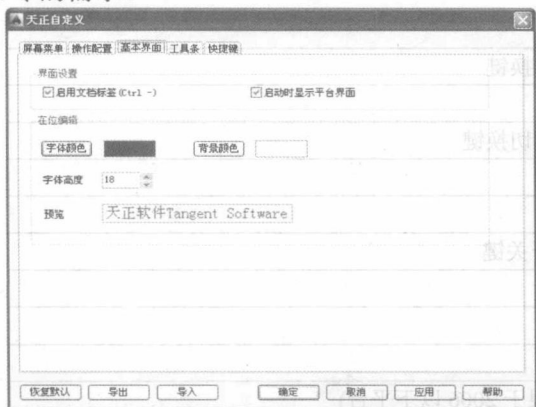 天正自定义
屏幕菜单 操作配置 基本界面 工具条 快捷键
界面设置
启用文档标签(Ctrl -) 启动时显示平台界面
在位编辑
字体颜色 背景颜色
字体高度 18
预览 天正软件Tangent Software
恢复默认 导出 导入 确定 取消 应用 帮助